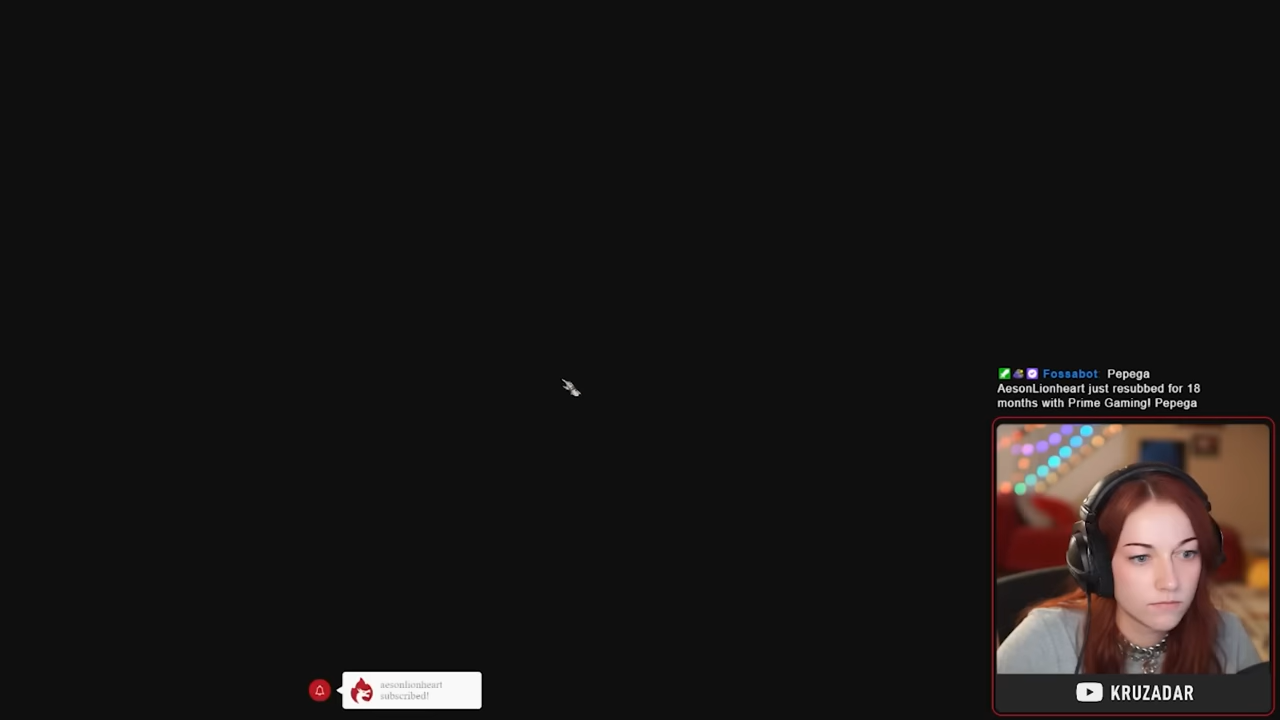 Fossabot: Pepega
AesonLionheart just resubbed for 18
months with Prime Gaming! Pepega
KRUZADAR
aesonlionheart
subscribed!